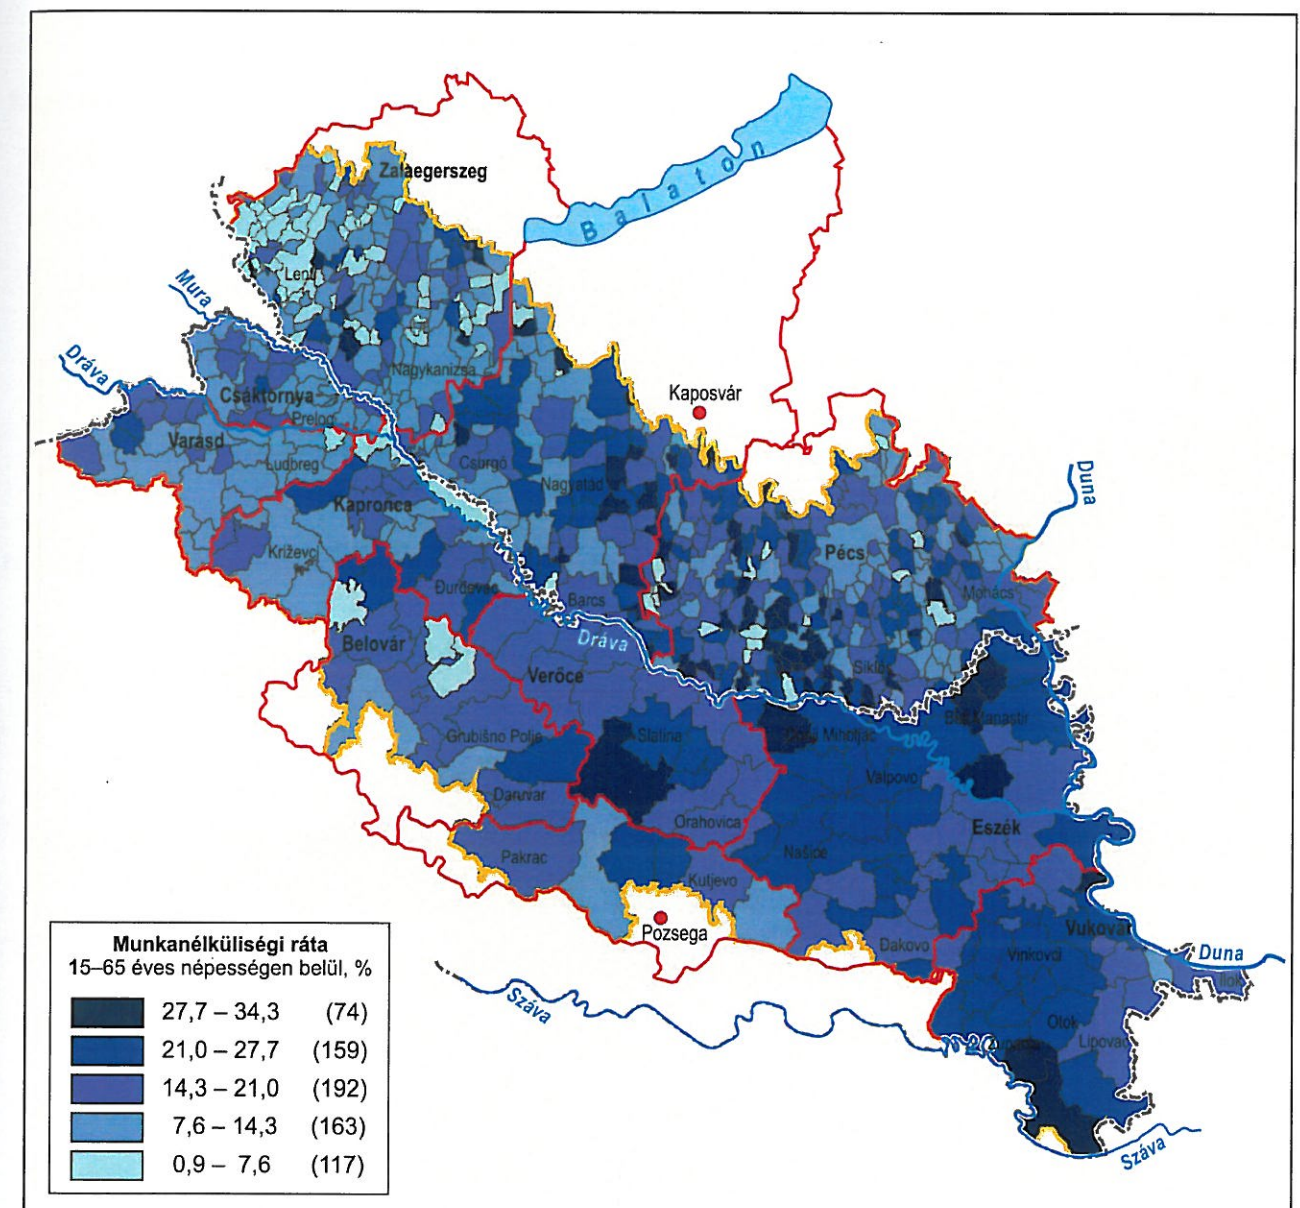 Zalaegerszeg
Balaton
Lenti
Mura
Dráva
Nagykanizsa
Csáktornya
Prelog
Kaposvár
Varasd
Ludbreg
Csurgó
Nagyatád
Kapronca
Duna
Križevci
Pécs
Đurđevac
Barcs
Mohács
Belovár
Dráva
Verőce
Siklós
Grubišno Polje
Slatina
Beli Manastir
Donji Miholjac
Valpovo
Daruvar
Orahovica
Eszék
Pakrac
Našice
Kutjevo
Pozsega
Đakovo
Vukovár
Vinkovci
Duna
Ilok
Száva
Otok
Lipovac
Županja
Száva
Munkanélküliségi ráta
15–65 éves népességen belül, %
27,7 – 34,3 (74)
21,0 – 27,7 (159)
14,3 – 21,0 (192)
7,6 – 14,3 (163)
0,9 – 7,6 (117)